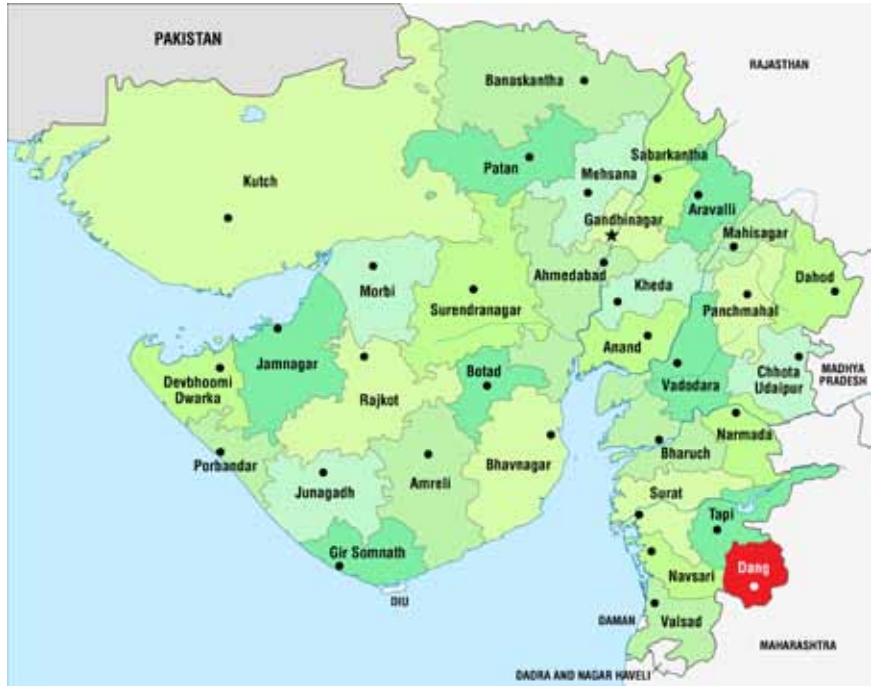 PAKISTAN
RAJASTHAN
Banaskantha
Patan
Sabarkantha
Mehsana
Kutch
Aravalli
Gandhinagar
Mahisagar
Ahmedabad
Dahod
Morbi
Kheda
Surendranagar
Panchmahal
Anand
Jamnagar
Botad
Chhota
Udaipur
MADHYA
PRADESH
Devbhoomi
Dwarka
Rajkot
Vadodara
Narmada
Bharuch
Porbandar
Bhavnagar
Junagadh
Amreli
Surat
Tapi
Gir Somnath
Dang
Navsari
DIU
DAMAN
Valsad
MAHARASHTRA
DADRA AND NAGAR HAVELI